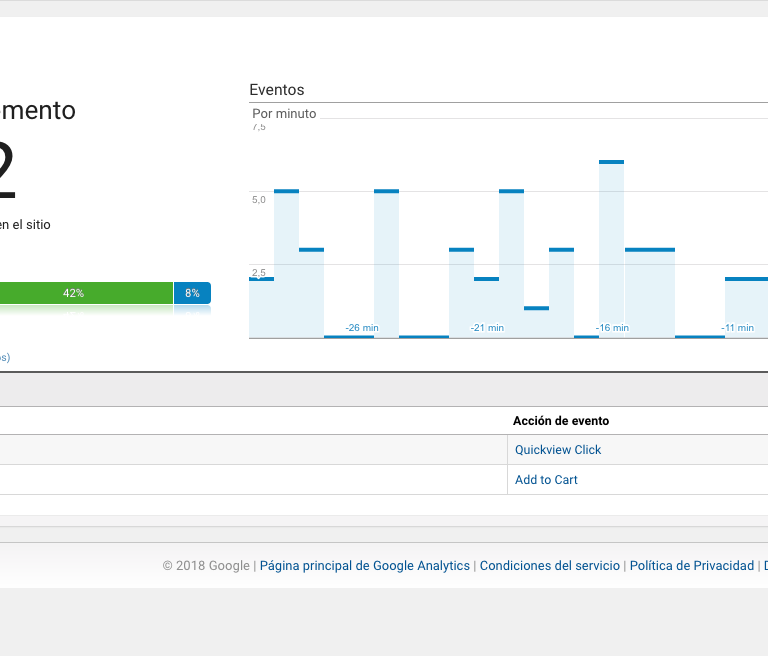 Eventos
Por minuto
mento
7,5
2
5,0
en el sitio
2,5
42%
8%
-26 min
-21 min
-16 min
-11 min
os)
Acción de evento
Quickview Click
Add to Cart
© 2018 Google | Página principal de Google Analytics | Condiciones del servicio | Política de Privacidad |